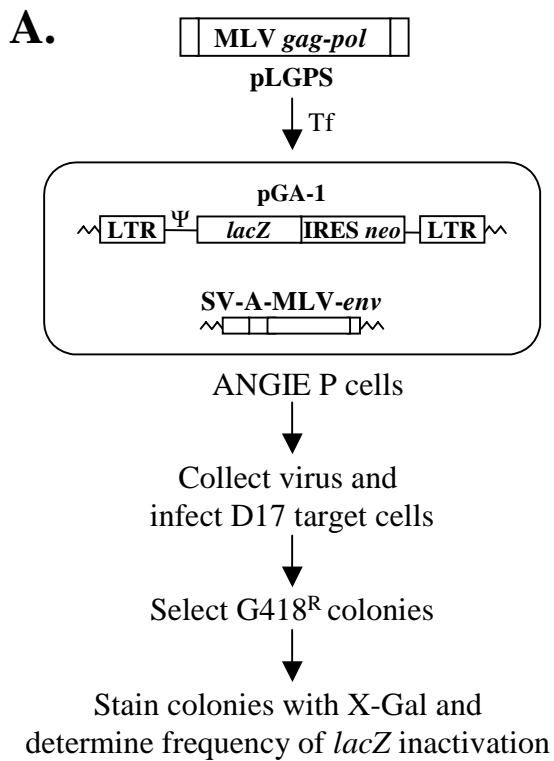 A.
MLV gag-pol
pLGPS
Tf
pGA-1
LTR Ψ lacZ IRES neo LTR
SV-A-MLV-env
ANGIE P cells
Collect virus and
infect D17 target cells
Select G418ᴿ colonies
Stain colonies with X-Gal and
determine frequency of lacZ inactivation